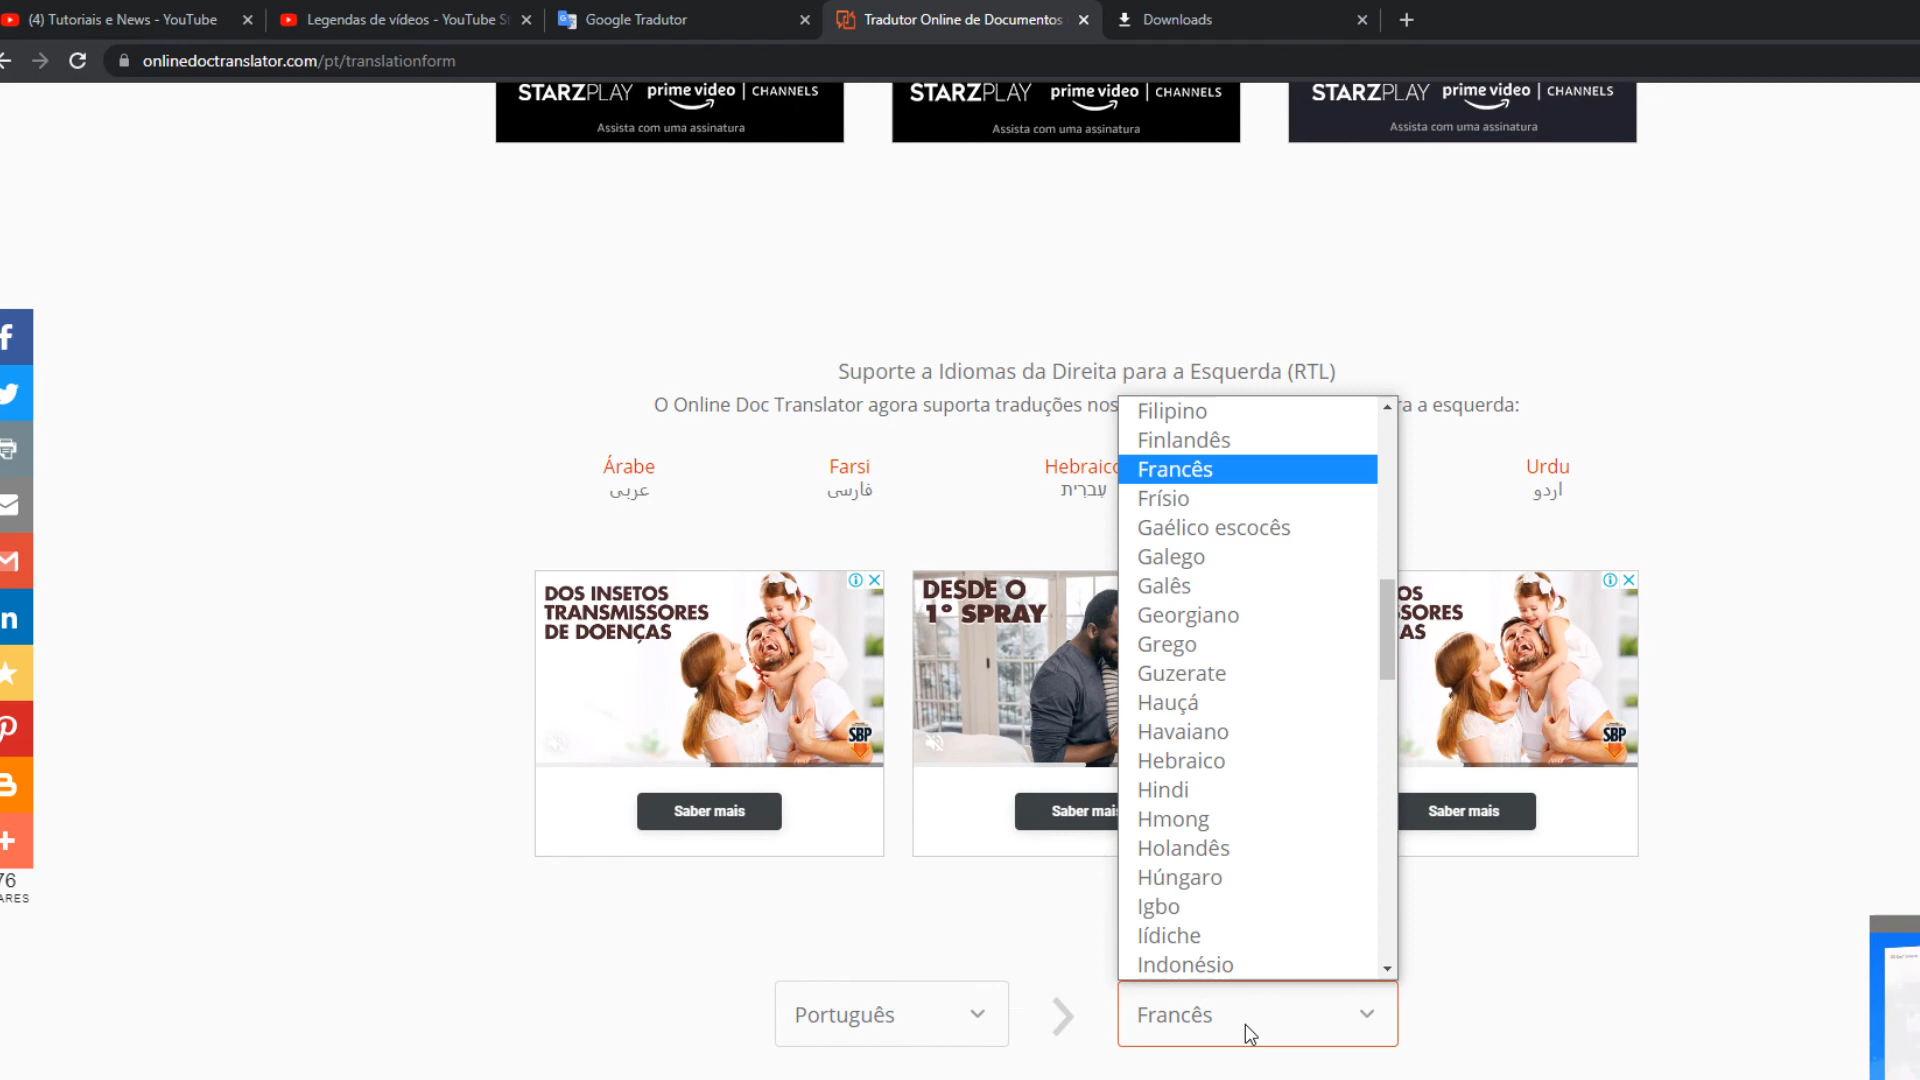 (4) Tutoriais e News - YouTube
Legendas de vídeos - YouTube St
Google Tradutor
Tradutor Online de Documentos
Downloads
onlinedoctranslator.com/pt/translationform
STARZPLAY prime video | CHANNELS
Assista com uma assinatura
STARZPLAY prime video | CHANNELS
Assista com uma assinatura
STARZPLAY prime video | CHANNELS
Assista com uma assinatura
Suporte a Idiomas da Direita para a Esquerda (RTL)
O Online Doc Translator agora suporta traduções nos ra a esquerda:
Árabe
عربی
Farsi
فارسی
Hebraico
עִברִית
Urdu
اردو
DOS INSETOS
TRANSMISSORES
DE DOENÇAS
SBP
Saber mais
DESDE O
1º SPRAY
Saber mais
OS
SORES
AS
SBP
Saber mais
Filipino
Finlandês
Francês
Frísio
Gaélico escocês
Galego
Galês
Georgiano
Grego
Guzerate
Hauçá
Havaiano
Hebraico
Hindi
Hmong
Holandês
Húngaro
Igbo
Iídiche
Indonésio
Português
Francês
76
ARES